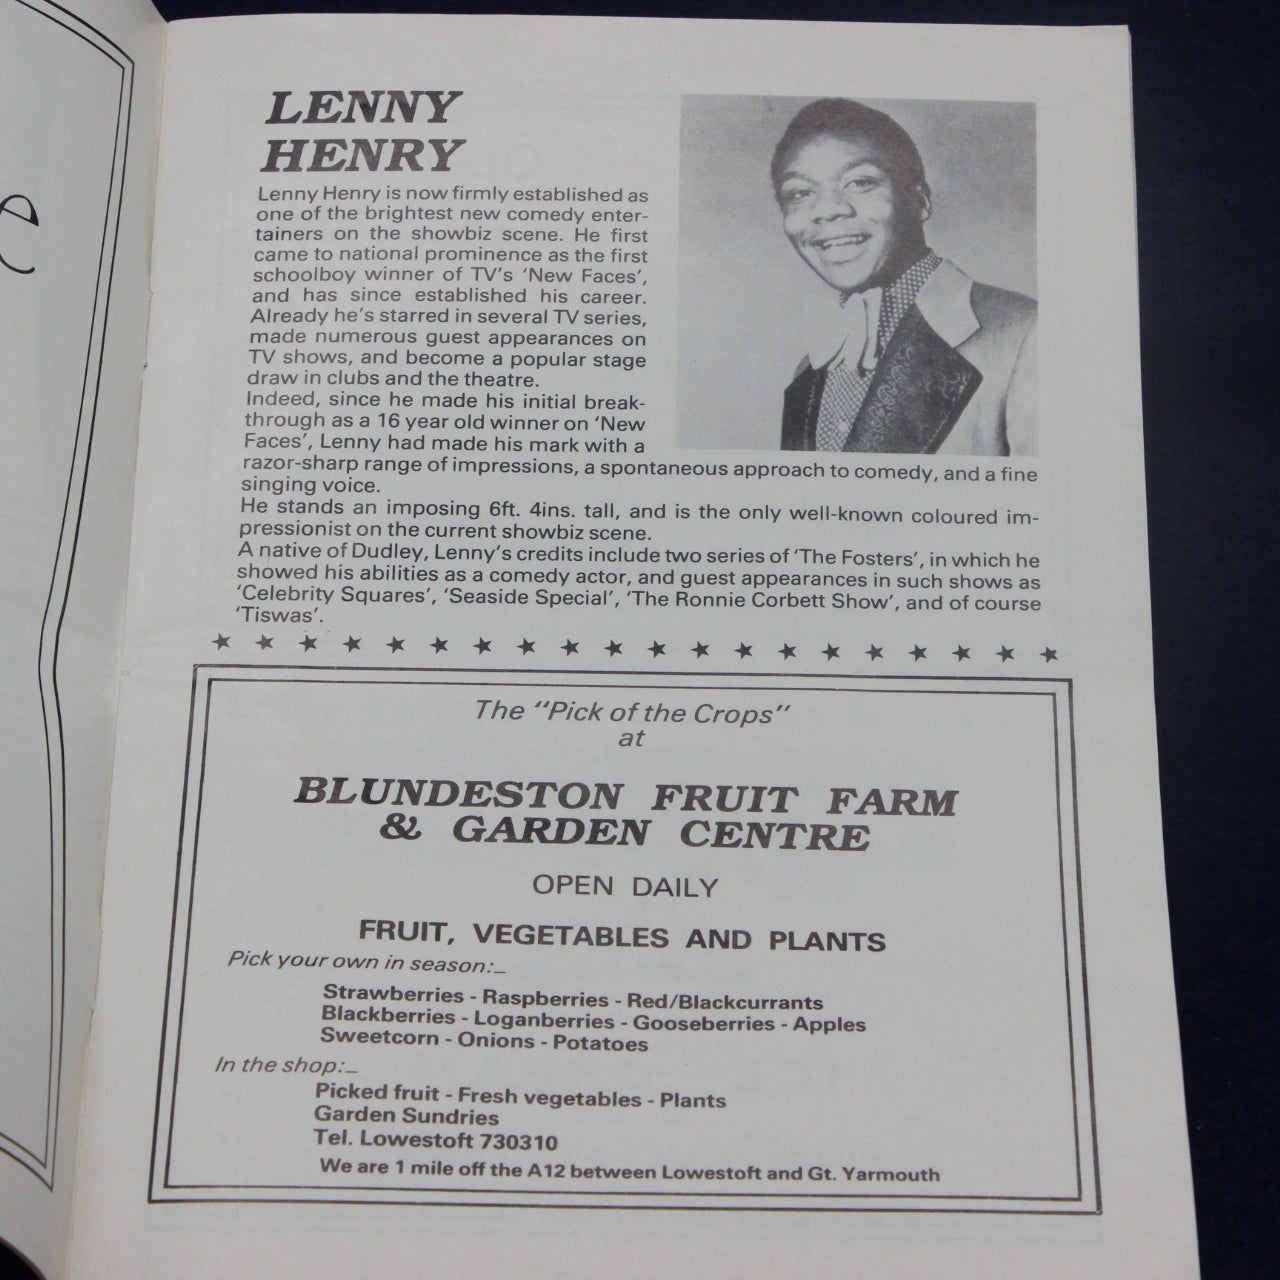 e
LENNY
HENRY
Lenny Henry is now firmly established as
one of the brightest new comedy enter-
tainers on the showbiz scene. He first
came to national prominence as the first
schoolboy winner of TV's 'New Faces',
and has since established his career.
Already he's starred in several TV series,
made numerous guest appearances on
TV shows, and become a popular stage
draw in clubs and the theatre.
Indeed, since he made his initial break-
through as a 16 year old winner on 'New
Faces', Lenny had made his mark with a
razor-sharp range of impressions, a spontaneous approach to comedy, and a fine
singing voice.
He stands an imposing 6ft. 4ins. tall, and is the only well-known coloured im-
pressionist on the current showbiz scene.
A native of Dudley, Lenny's credits include two series of 'The Fosters', in which he
showed his abilities as a comedy actor, and guest appearances in such shows as
'Celebrity Squares', 'Seaside Special', 'The Ronnie Corbett Show', and of course
'Tiswas'.
The "Pick of the Crops"
at
BLUNDESTON FRUIT FARM
& GARDEN CENTRE
OPEN DAILY
FRUIT, VEGETABLES AND PLANTS
Pick your own in season:_
Strawberries - Raspberries - Red/Blackcurrants
Blackberries - Loganberries - Gooseberries - Apples
Sweetcorn - Onions - Potatoes
In the shop:_
Picked fruit - Fresh vegetables - Plants
Garden Sundries
Tel. Lowestoft 730310
We are 1 mile off the A12 between Lowestoft and Gt. Yarmouth